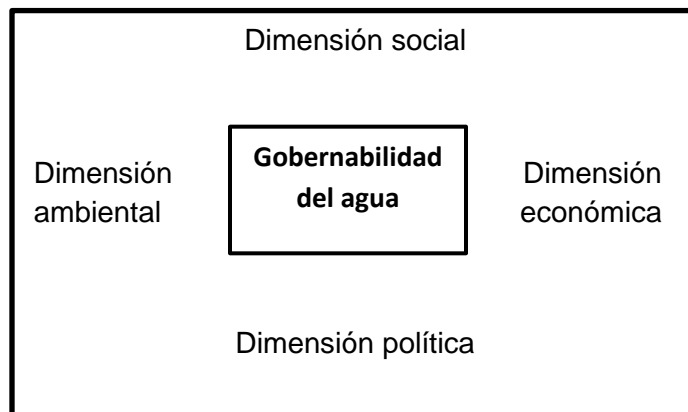 Dimensión social
Gobernabilidad
del agua
Dimensión
ambiental
Dimensión
económica
Dimensión política